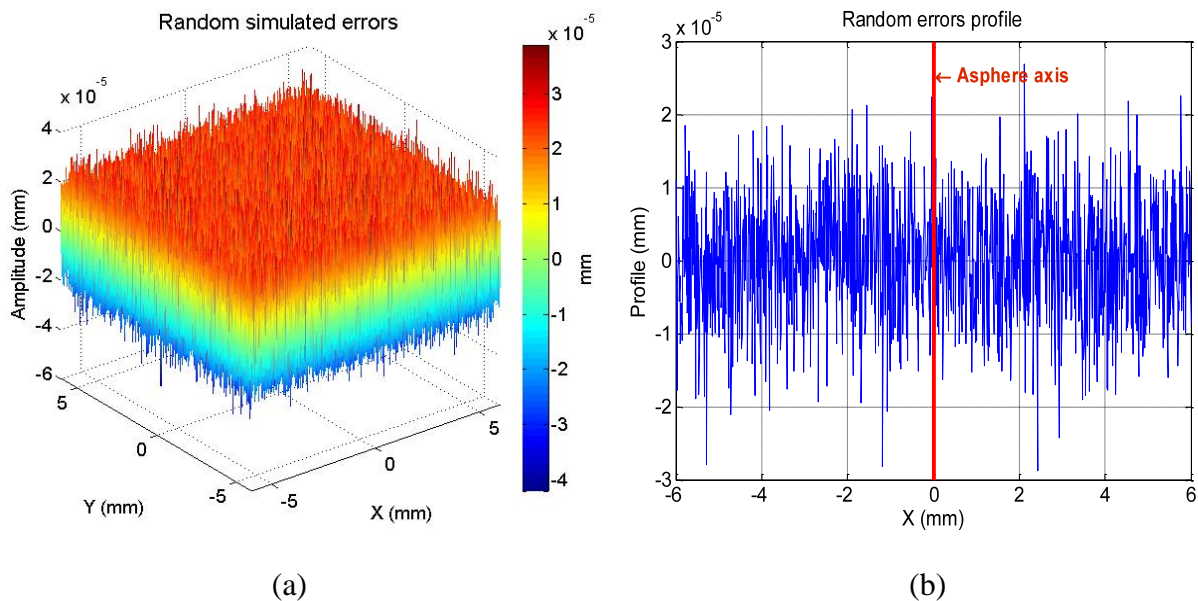 Random simulated errors
x 10⁻⁵
4
2
0
-2
-4
-6
Amplitude (mm)
5
0
-5
Y (mm)
-5
0
5
X (mm)
x 10⁻⁵
3
2
1
0
-1
-2
-3
-4
mm
(a)
Random errors profile
x 10⁻⁵
3
2
1
0
-1
-2
-3
Profile (mm)
← Asphere axis
-6 -4 -2 0 2 4 6
X (mm)
(b)